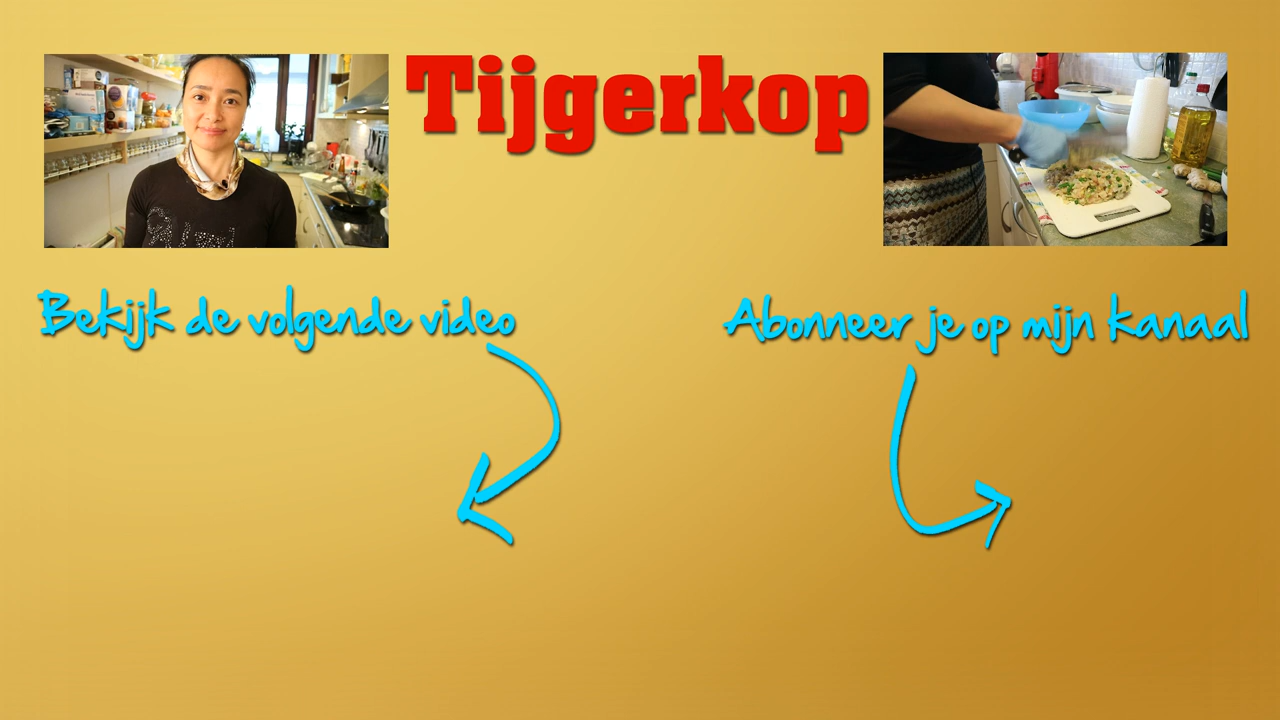 Tijgerkop
Bekijk de volgende video
Abonneer je op mijn kanaal